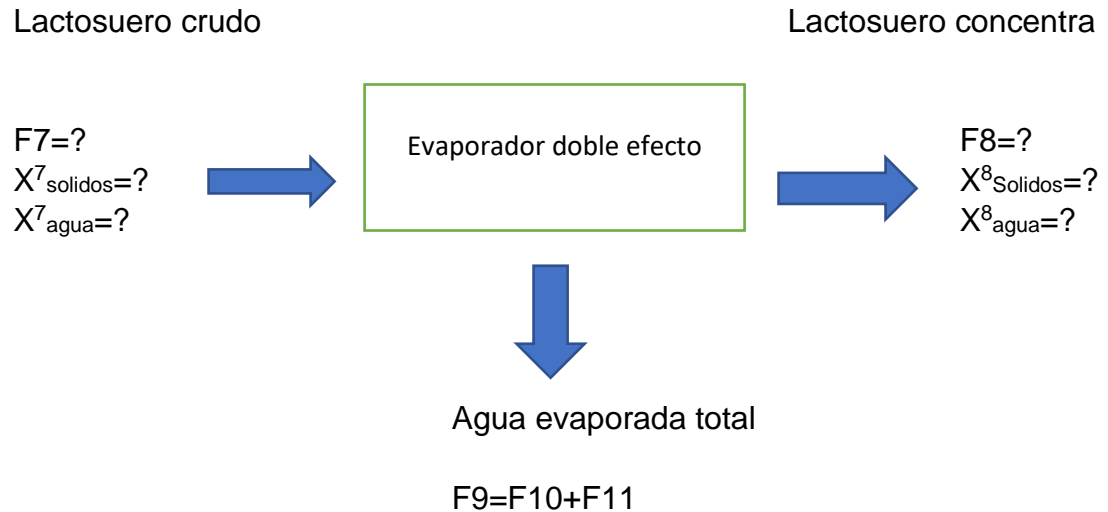 Lactosuero crudo
Lactosuero concentra
F7=?
X⁷solidos=?
X⁷agua=?
Evaporador doble efecto
F8=?
X⁸Solidos=?
X⁸agua=?
Agua evaporada total
F9=F10+F11